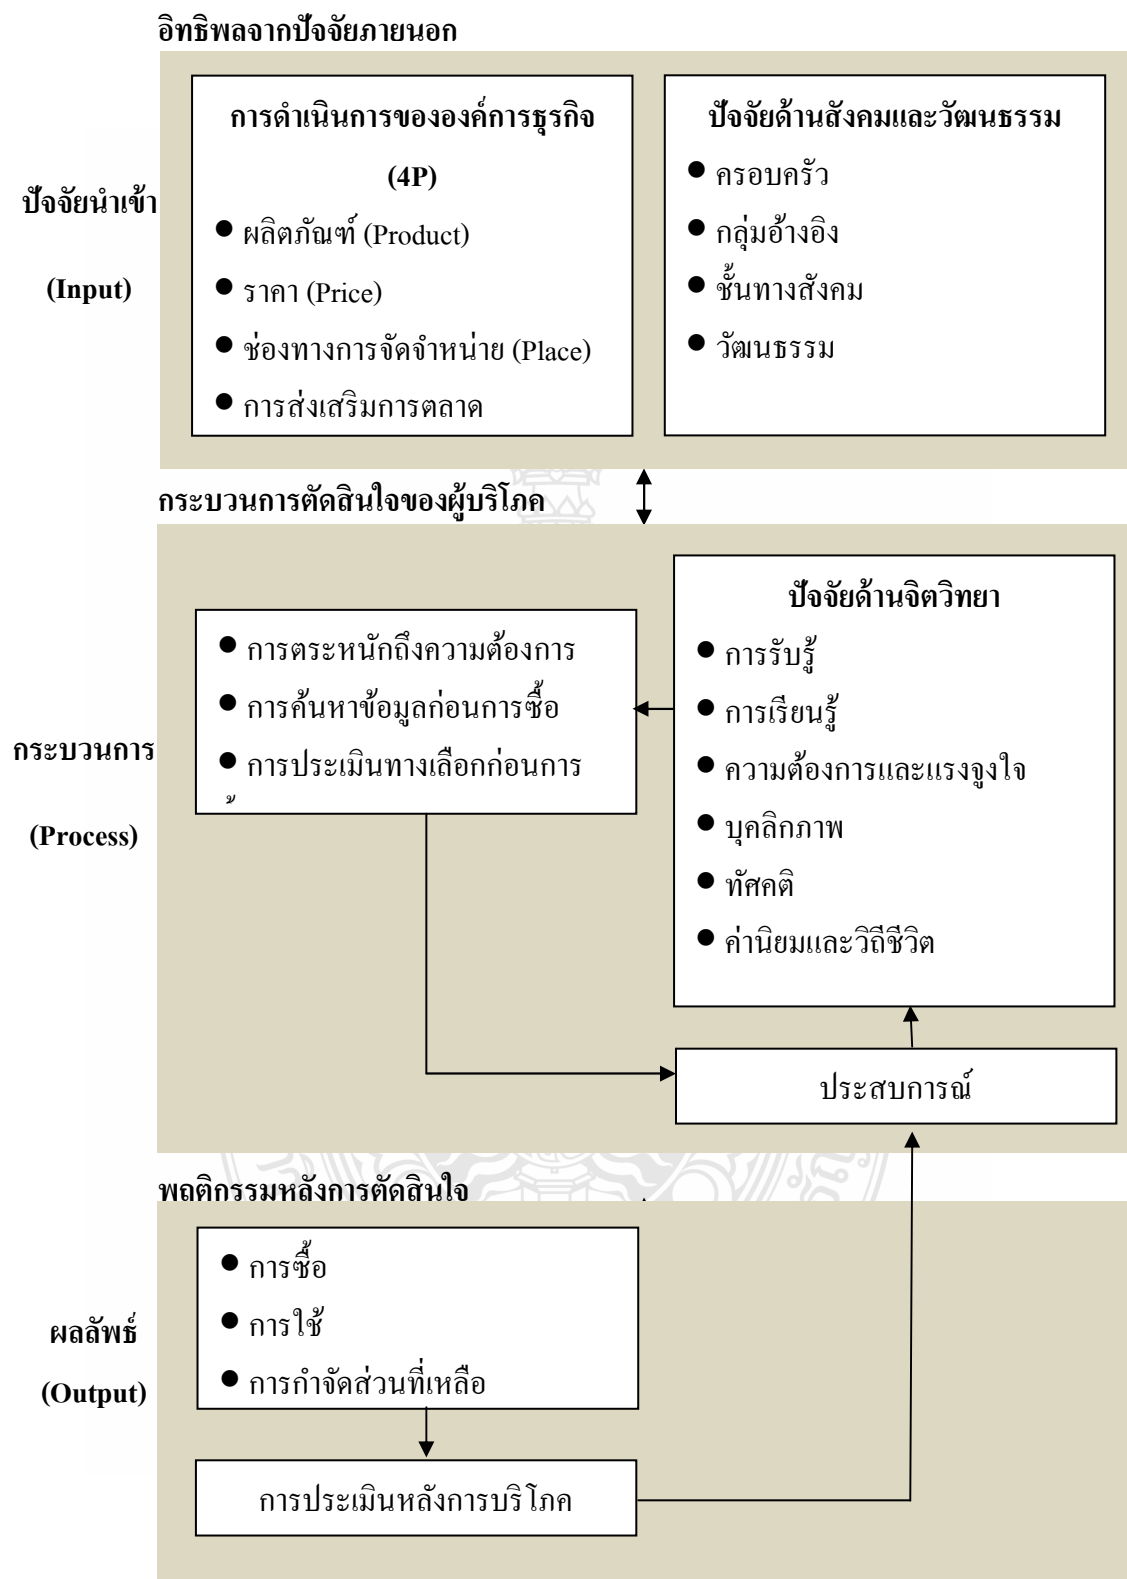 อิทธิพลจากปัจจัยภายนอก
ปัจจัยนำเข้า
(Input)
การดำเนินการขององค์การธุรกิจ
(4P)
● ผลิตภัณฑ์ (Product)
● ราคา (Price)
● ช่องทางการจัดจำหน่าย (Place)
● การส่งเสริมการตลาด
ปัจจัยด้านสังคมและวัฒนธรรม
● ครอบครัว
● กลุ่มอ้างอิง
● ชั้นทางสังคม
● วัฒนธรรม
กระบวนการตัดสินใจของผู้บริโภค
กระบวนการ
(Process)
● การตระหนักถึงความต้องการ
● การค้นหาข้อมูลก่อนการซื้อ
● การประเมินทางเลือกก่อนการ
ปัจจัยด้านจิตวิทยา
● การรับรู้
● การเรียนรู้
● ความต้องการและแรงจูงใจ
● บุคลิกภาพ
● ทัศคติ
● ค่านิยมและวิถีชีวิต
ประสบการณ์
พฤติกรรมหลังการตัดสินใจ
ผลลัพธ์
(Output)
● การซื้อ
● การใช้
● การกำจัดส่วนที่เหลือ
การประเมินหลังการบริโภค